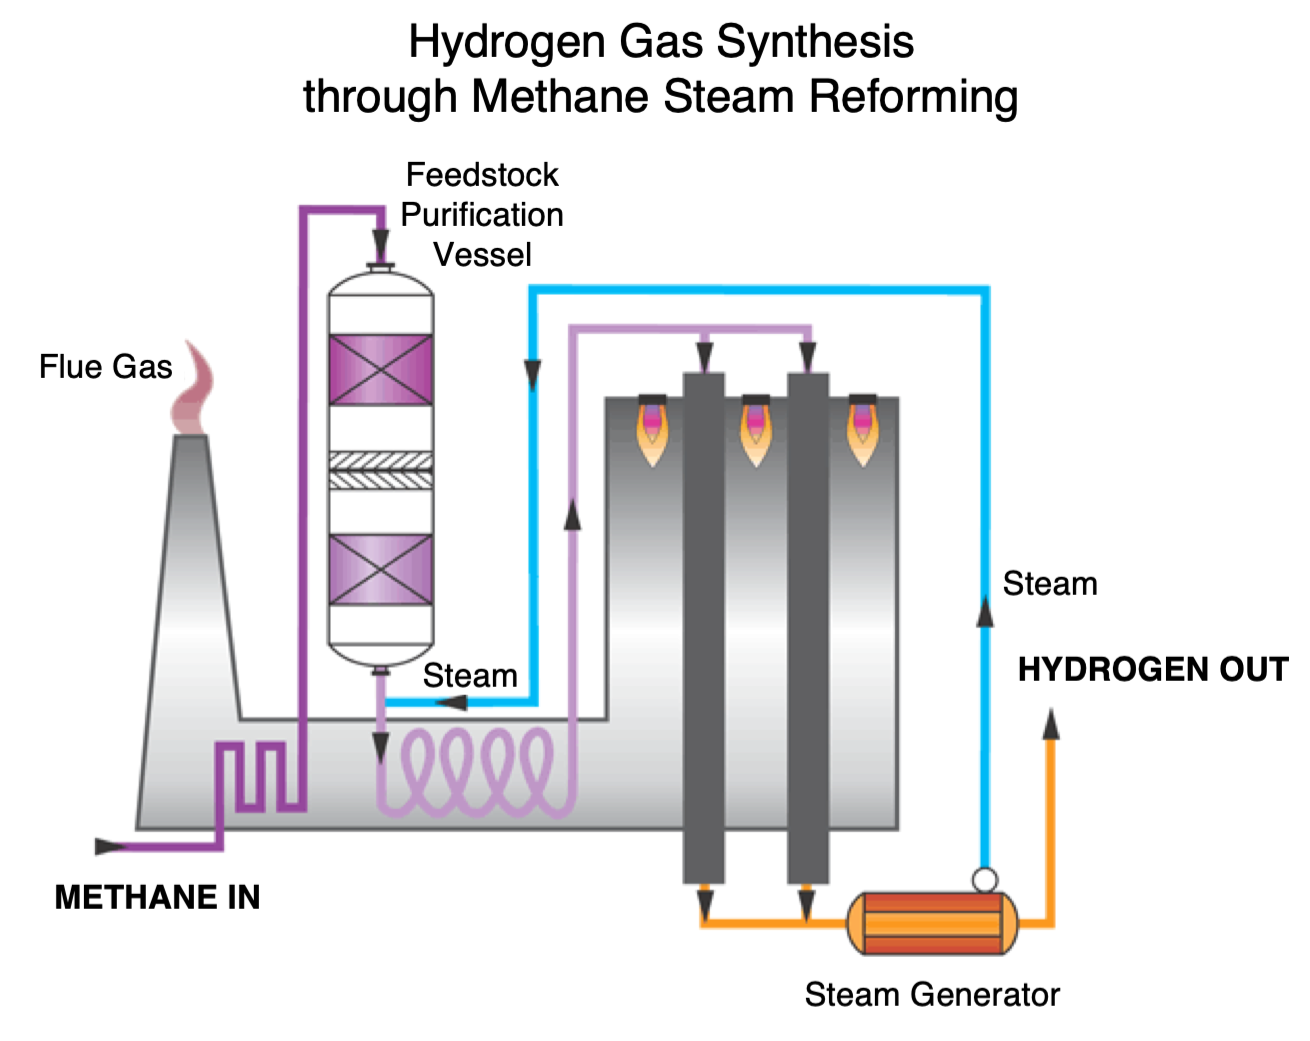 Hydrogen Gas Synthesis
through Methane Steam Reforming
Feedstock
Purification
Vessel
Flue Gas
Steam
HYDROGEN OUT
Steam
METHANE IN
Steam Generator